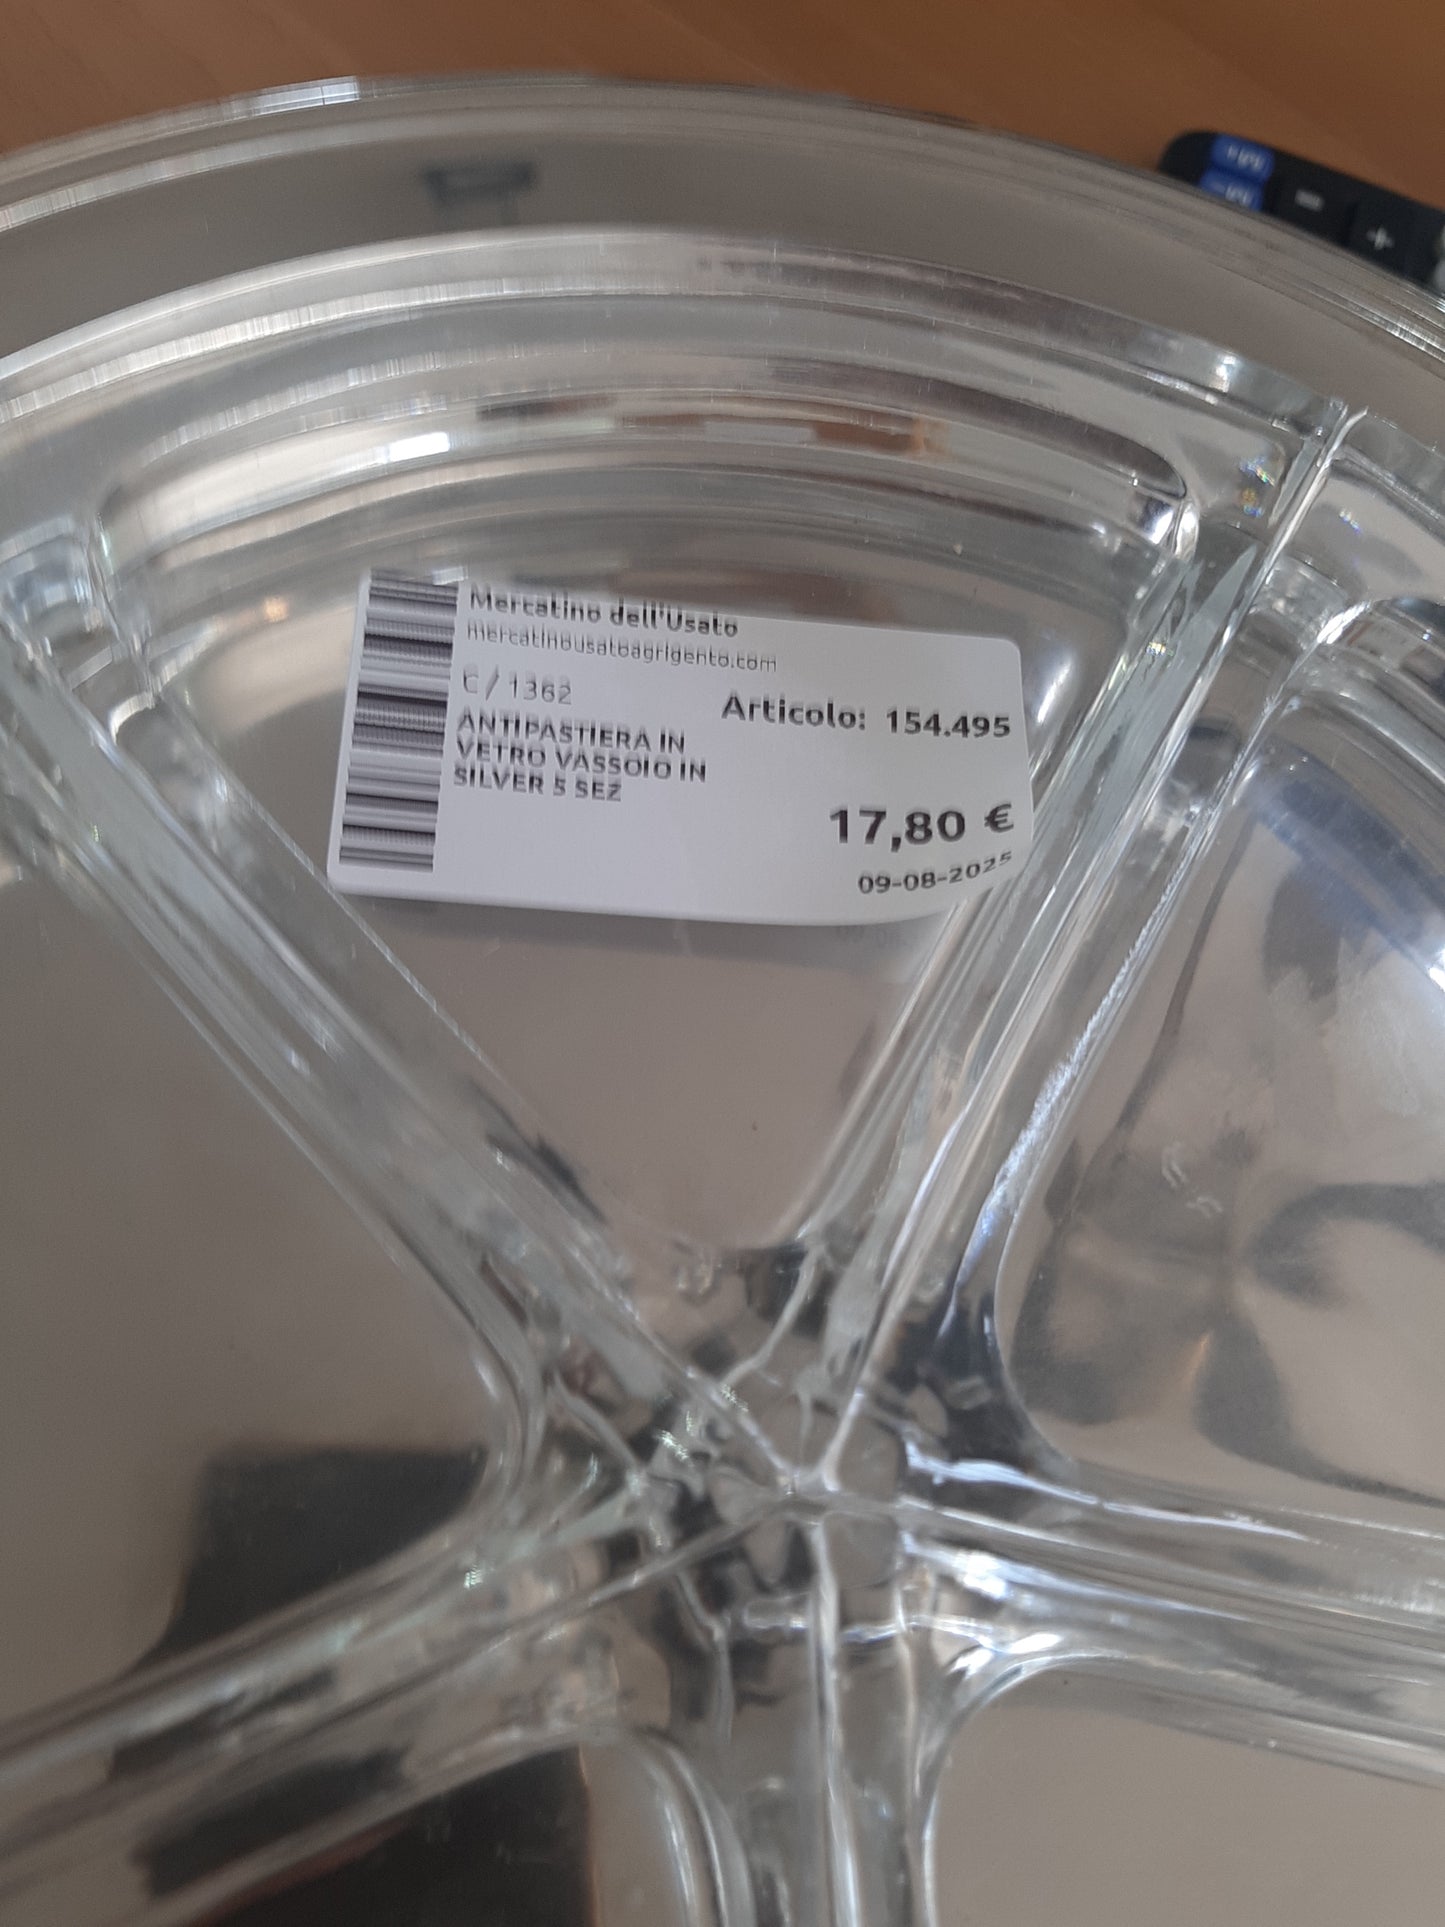 Mercatino dell'Usato
mercatinousatoagrigento.com
C / 1362
Articolo: 154.495
ANTIPASTIERA IN
VETRO VASSOIO IN
SILVER 5 SEZ
17,80 €
09-08-2025